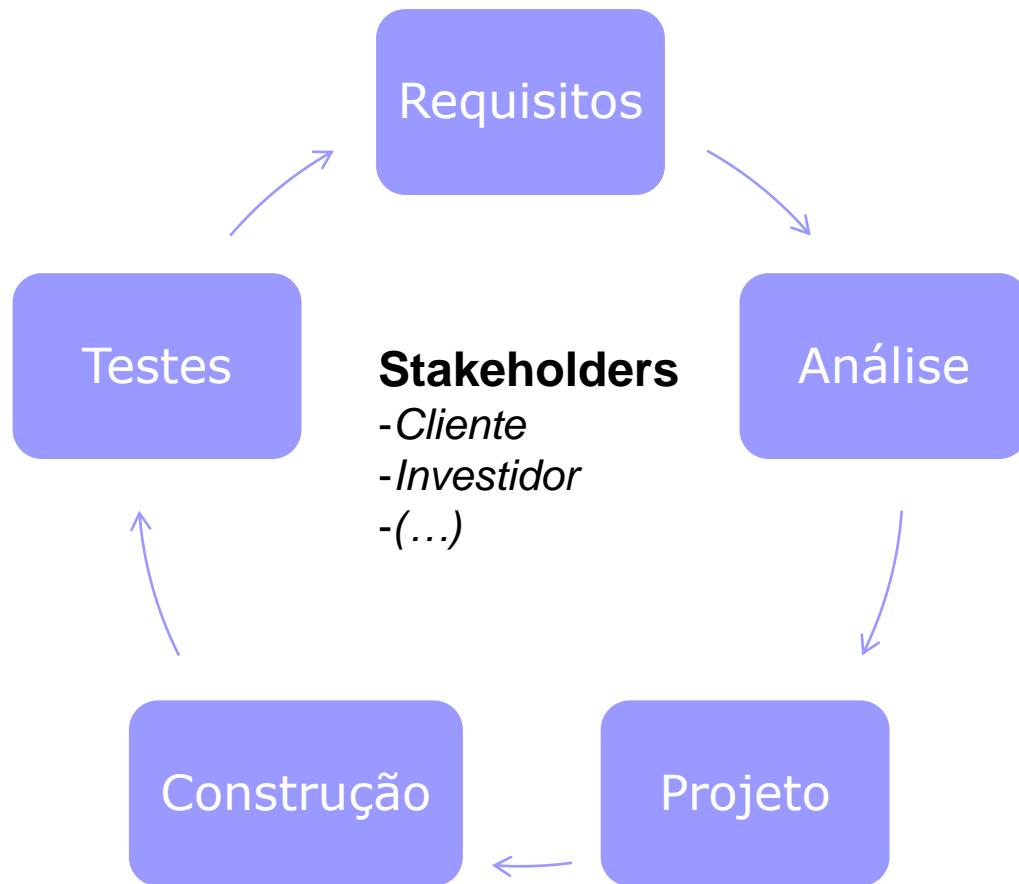 Requisitos
Testes
Análise
Stakeholders
-Cliente
-Investidor
-(...)
Construção
Projeto